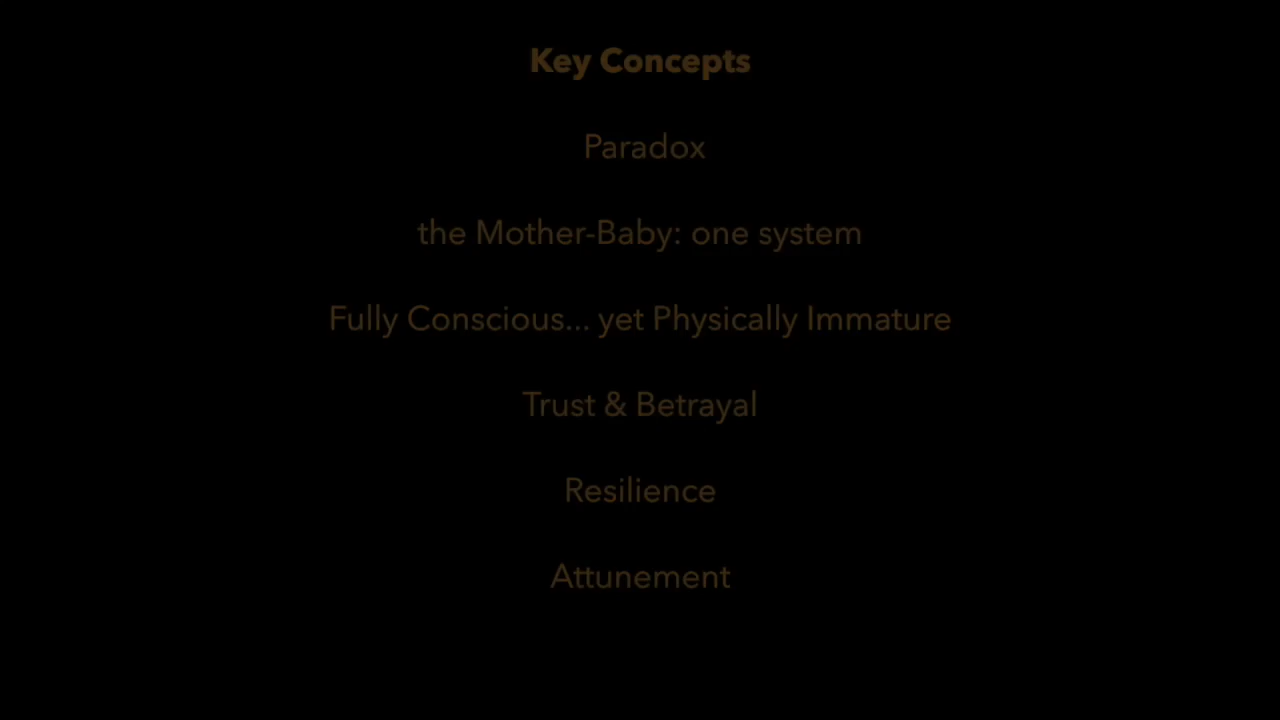 Key Concepts
Paradox
the Mother-Baby: one system
Fully Conscious... yet Physically Immature
Trust & Betrayal
Resilience
Attunement